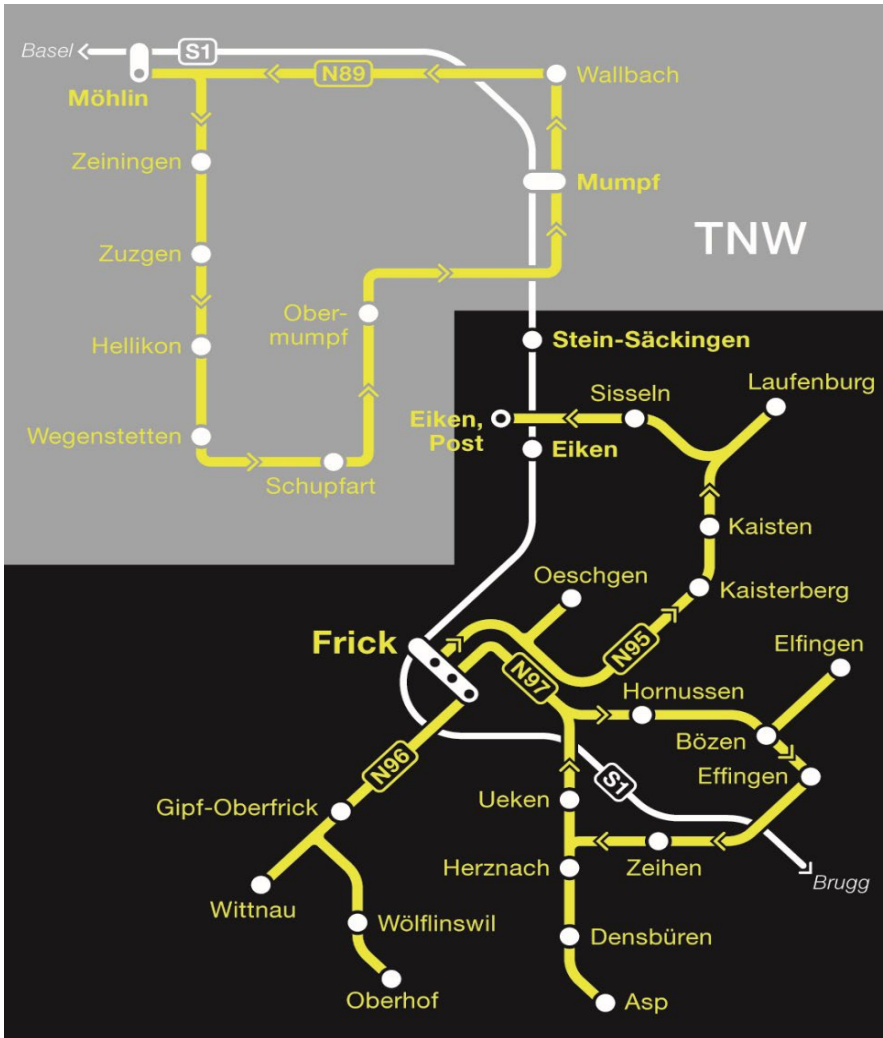 Basel
S1
N89
Wallbach
Möhlin
Zeiningen
Mumpf
TNW
Zuzgen
Ober-
mumpf
Hellikon
Stein-Säckingen
Laufenburg
Sisseln
Eiken,
Post
Wegenstetten
Eiken
Schupfart
Kaisten
Oeschgen
Kaisterberg
Frick
N95
Elfingen
N97
Hornussen
Bözen
N96
Effingen
S1
Gipf-Oberfrick
Ueken
Herznach
Zeihen
Brugg
Wittnau
Wölflinswil
Densbüren
Oberhof
Asp